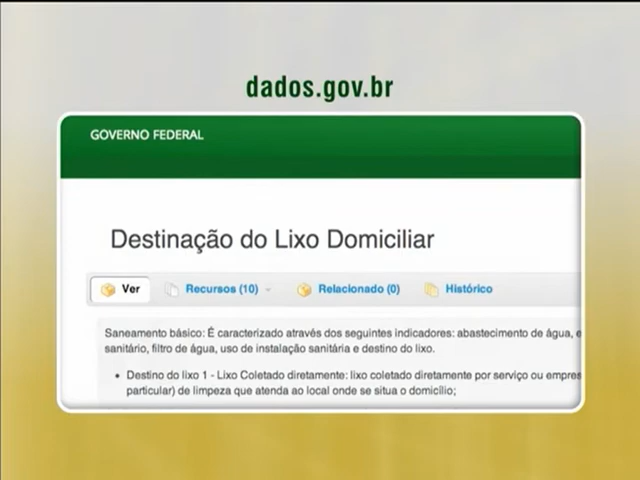 dados.gov.br
GOVERNO FEDERAL
Destinação do Lixo Domiciliar
Ver Recursos (10) Relacionado (0) Histórico
Saneamento básico: É caracterizado através dos seguintes indicadores: abastecimento de água, e
sanitário, filtro de água, uso de instalação sanitária e destino do lixo.
• Destino do lixo 1 - Lixo Coletado diretamente: lixo coletado diretamente por serviço ou empres
particular) de limpeza que atenda ao local onde se situa o domicílio;